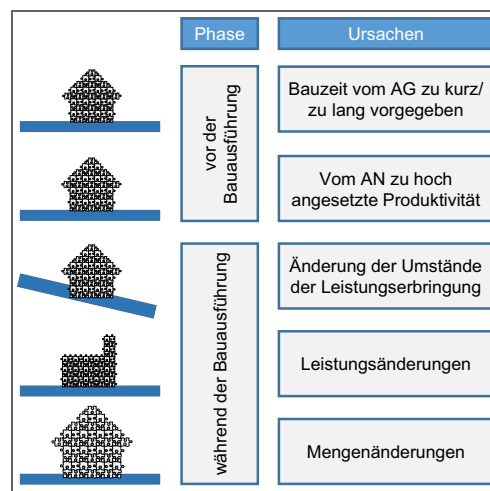 Phase
Ursachen
vor der
Bauausführung
Bauzeit vom AG zu kurz/
zu lang vorgegeben
Vom AN zu hoch
angesetzte Produktivität
während der Bauausführung
Änderung der Umstände
der Leistungserbringung
Leistungsänderungen
Mengenänderungen